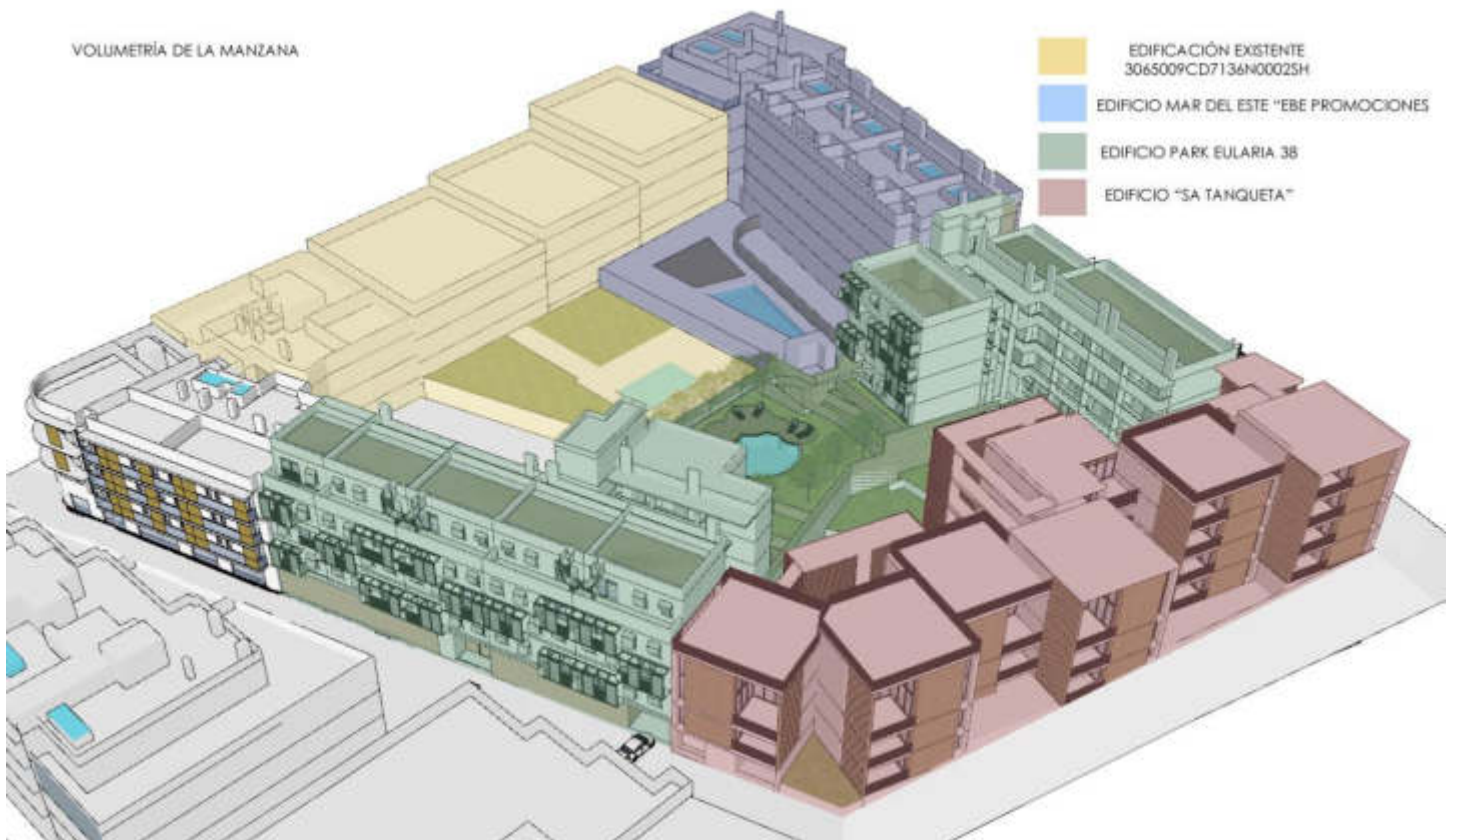 VOLUMETRÍA DE LA MANZANA
EDIFICACIÓN EXISTENTE
3065009CD7136N0002SH
EDIFICIO MAR DEL ESTE "EBE PROMOCIONES
EDIFICIO PARK EULARIA 38
EDIFICIO "SA TANQUETA"